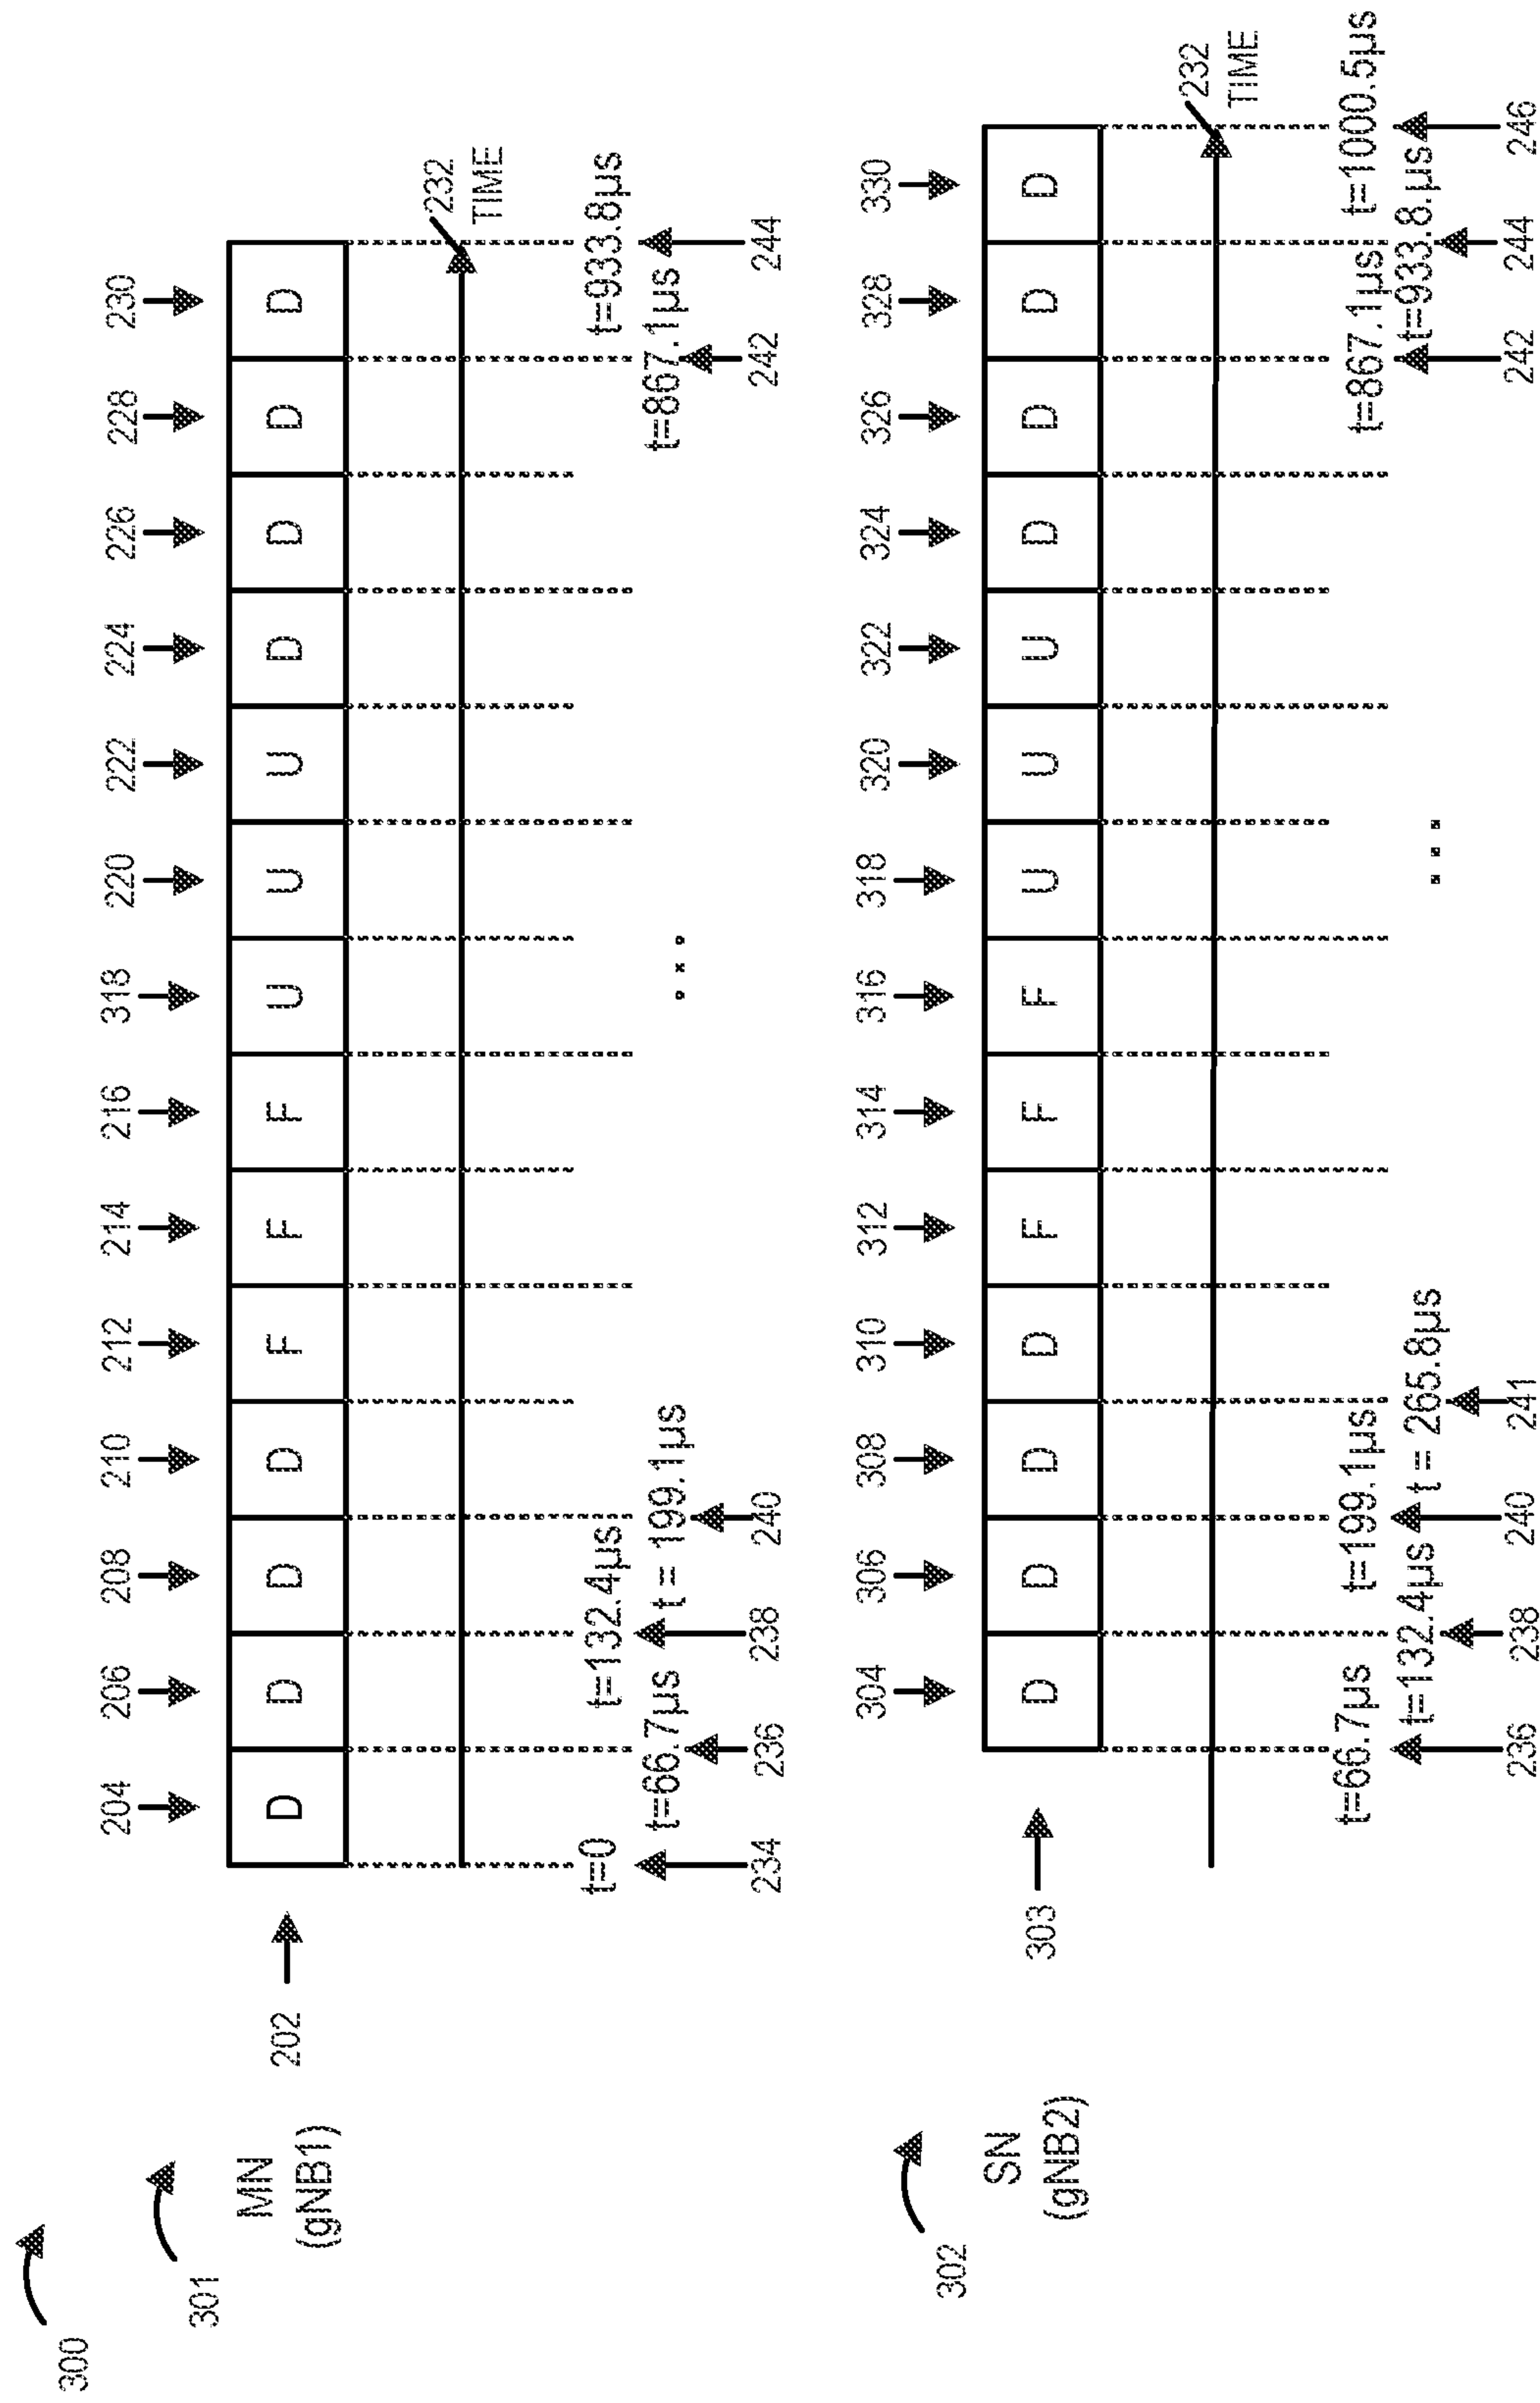 300
301
MN
(gNB1)
202
204 206 208 210 212 214 216 318 220 222 224 226 228 230
D D D D F F F U U U D D D D
232
TIME
t=0 t=132.4µs t=933.8µs
t=66.7µs t = 199.1µs t=867.1µs
234 236 238 240 242 244
302
SN
(gNB2)
303
304 306 308 310 312 314 316 318 320 322 324 326 328 330
D D D D F F F U U U D D D D
232
TIME
t=66.7µs t=199.1µs t=867.1µs t=1000.5µs
t=132.4µs t = 265.8µs t=933.8.µs
236 238 240 241 242 244 246